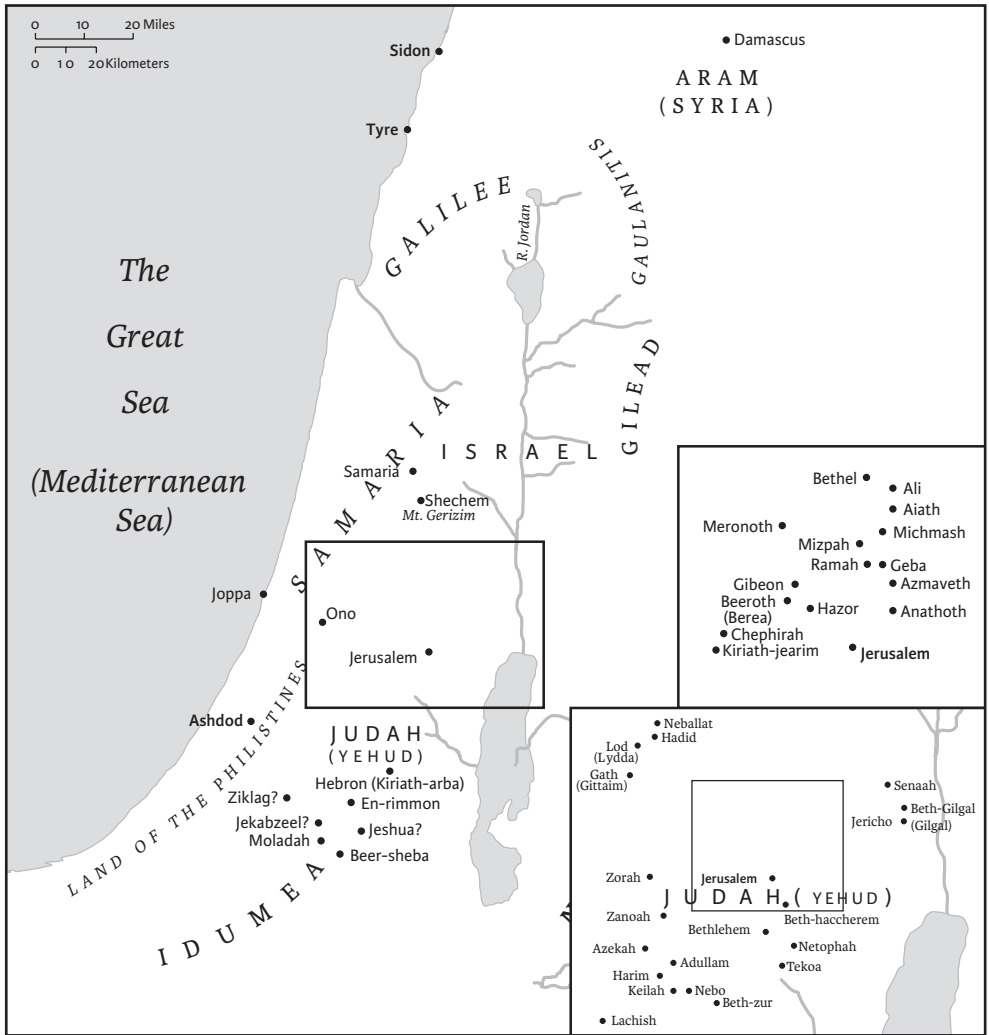 0 10 20 Miles
0 10 20 Kilometers
Sidon
Damascus
ARAM
(SYRIA)
Tyre
GALILEE
GAULANITIS
R. Jordan
The
Great
Sea
(Mediterranean
Sea)
GILEAD
SAMARIA
ISRAEL
Samaria
Shechem
Mt. Gerizim
Joppa
Ono
Jerusalem
Ashdod
LAND OF THE PHILISTINES
JUDAH
(YEHUD)
Hebron (Kiriath-arba)
Ziklag?
En-rimmon
Jekabzeel?
Jeshua?
Moladah
Beer-sheba
IDUMEA
Bethel
Ali
Aiath
Meronoth
Michmash
Mizpah
Ramah
Geba
Gibeon
Azmaveth
Beeroth
(Berea)
Hazor
Anathoth
Chephirah
Kiriath-jearim
Jerusalem
Neballat
Hadid
Lod
(Lydda)
Gath
(Gittaim)
Senaah
Beth-Gilgal
(Gilgal)
Jericho
Zorah
Jerusalem
JUDAH (YEHUD)
Zanoah
Beth-haccherem
Bethlehem
Azekah
Netophah
Adullam
Tekoa
Harim
Keilah
Nebo
Beth-zur
Lachish